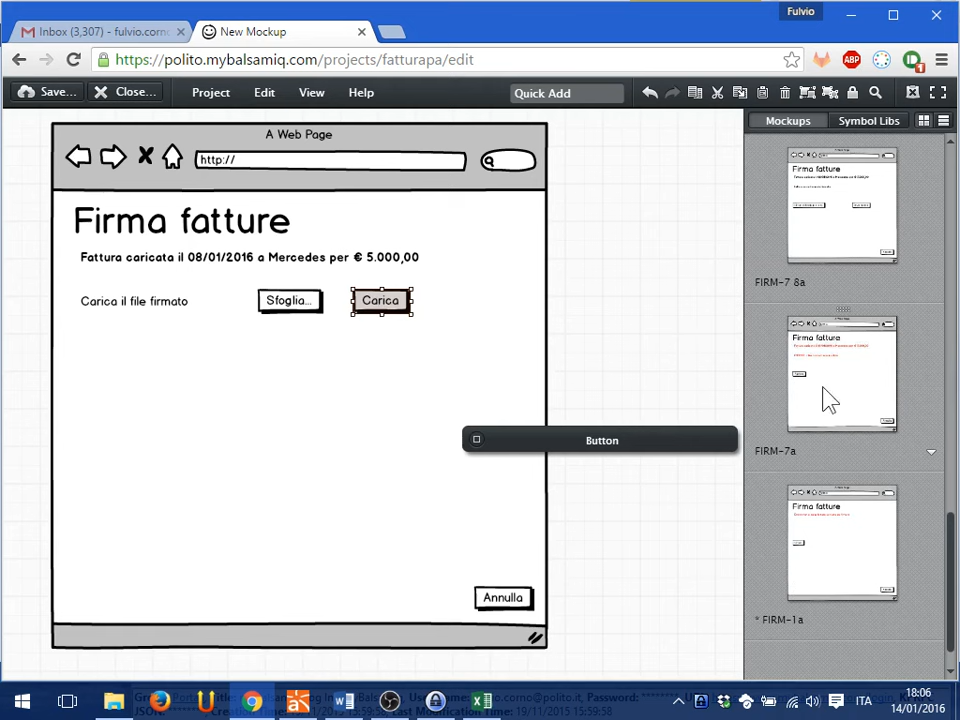 Fulvio
Inbox (3,307) - fulvio.corn
New Mockup
https://polito.mybalsamiq.com/projects/fatturapa/edit
ABP
1
Save...
Close...
Project
Edit
View
Help
Quick Add
Mockups
Symbol Libs
A Web Page
http://
Firma fatture
Fattura caricata il 08/01/2016 a Mercedes per € 5.000,00
Carica il file firmato
Sfoglia...
Carica
Button
Annulla
Firma fatture
FIRM-7 8a
Firma fatture
FIRM-7a
Firma fatture
* FIRM-1a
ITA
18:06
14/01/2016